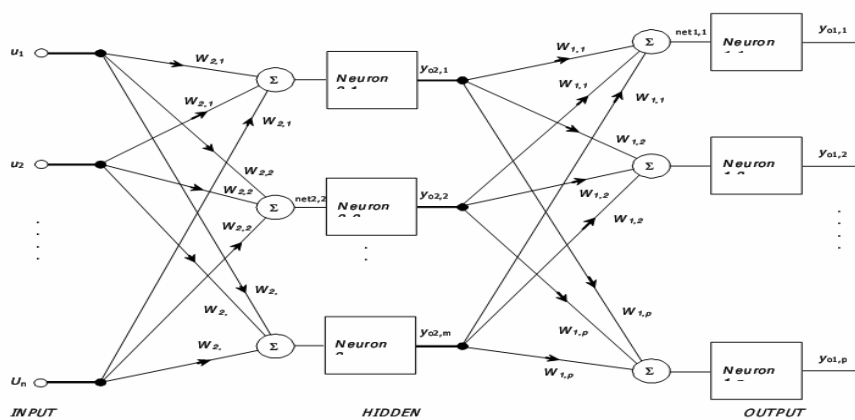 u1
W2,1
W2,1
W2,1
Σ
Neuron
yo2,1
W1,1
W1,1
W1,1
Σ
net1,1
Neuron
yo1,1
u2
W2,2
W2,2
W2,2
Σ
net2,2
Neuron
yo2,2
W1,2
W1,2
W1,2
Σ
Neuron
yo1,2
Un
W2,
W2,
W2,
Σ
Neuron
yo2,m
W1,p
W1,p
W1,p
Σ
Neuron
yo1,p
INPUT
HIDDEN
OUTPUT